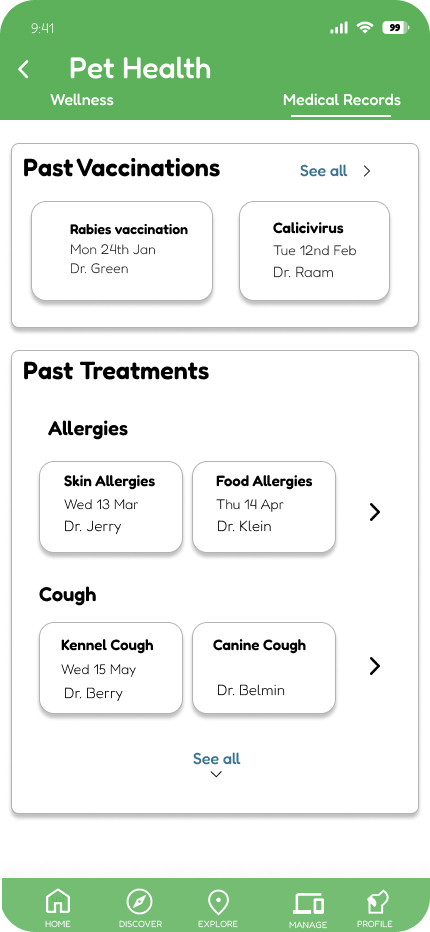 9:41
99
Pet Health
Wellness
Medical Records
Past Vaccinations
See all
Rabies vaccination
Mon 24th Jan
Dr. Green
Calicivirus
Tue 12nd Feb
Dr. Raam
Past Treatments
Allergies
Skin Allergies
Wed 13 Mar
Dr. Jerry
Food Allergies
Thu 14 Apr
Dr. Klein
Cough
Kennel Cough
Wed 15 May
Dr. Berry
Canine Cough
Dr. Belmin
See all
HOME
DISCOVER
EXPLORE
MANAGE
PROFILE